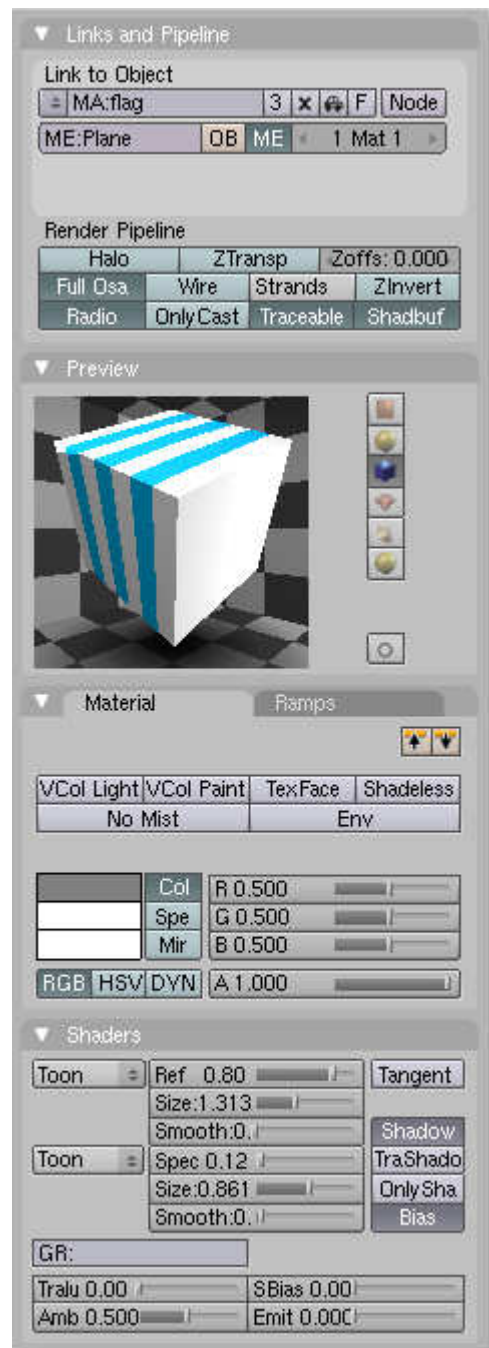 Links and Pipeline
Link to Object
MA:flag 3 F Node
ME:Plane OB ME 1 Mat 1
Render Pipeline
Halo ZTransp Zoffs: 0.000
Full Osa Wire Strands ZInvert
Radio OnlyCast Traceable Shadbuf
Preview
Material Ramps
VCol Light VCol Paint TexFace Shadeless
No Mist Env
Col R 0.500
Spe G 0.500
Mir B 0.500
RGB HSV DYN A 1.000
Shaders
Toon Ref 0.80 Tangent
Size:1.313
Smooth:0. Shadow
Toon Spec 0.12 TraShado
Size:0.861 OnlySha
Smooth:0. Bias
GR:
Tralu 0.00 SBias 0.00
Amb 0.500 Emit 0.000